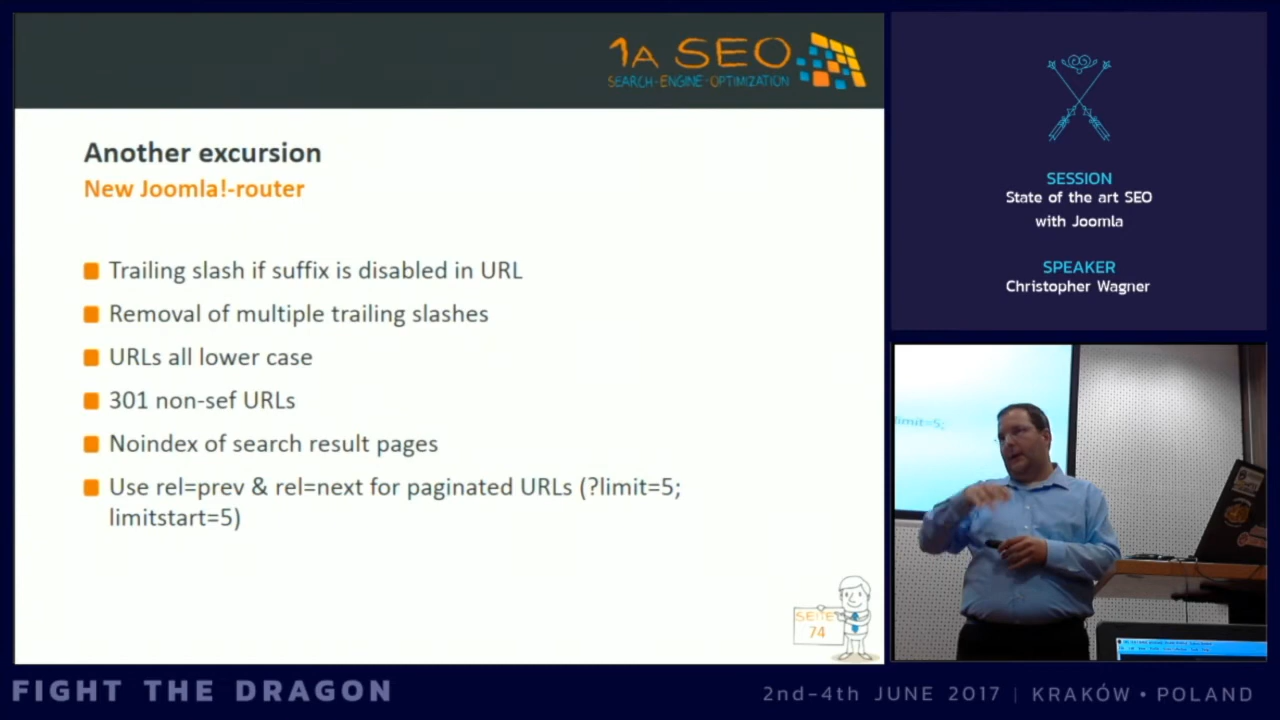 1A SEO
SEARCH-ENGINE-OPTIMIZATION
Another excursion
New Joomla!-router
Trailing slash if suffix is disabled in URL
Removal of multiple trailing slashes
URLs all lower case
301 non-sef URLs
Noindex of search result pages
Use rel=prev & rel=next for paginated URLs (?limit=5;
limitstart=5)
SEITE
74
SESSION
State of the art SEO
with Joomla
SPEAKER
Christopher Wagner
limit=5;
FIGHT THE DRAGON
2nd-4th JUNE 2017 | KRAKÓW • POLAND